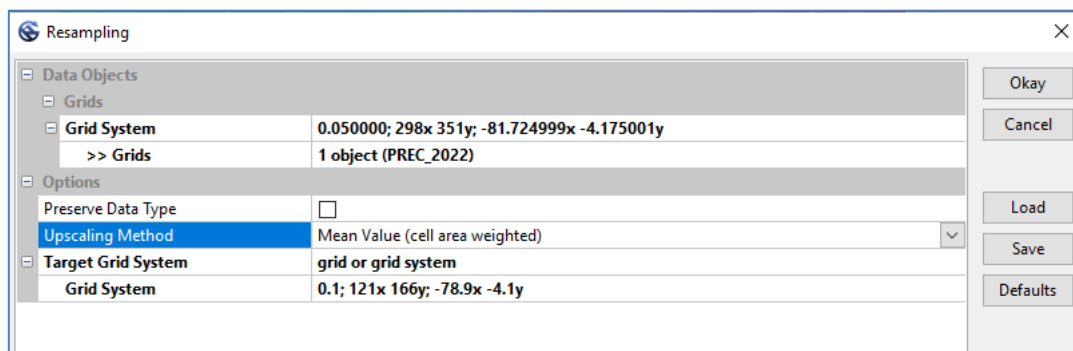 Resampling
Data Objects
Okay
Grids
Grid System 0.050000; 298x 351y; -81.724999x -4.175001y
Cancel
>> Grids 1 object (PREC_2022)
Options
Preserve Data Type
Load
Upscaling Method Mean Value (cell area weighted)
Save
Target Grid System grid or grid system
Grid System 0.1; 121x 166y; -78.9x -4.1y
Defaults